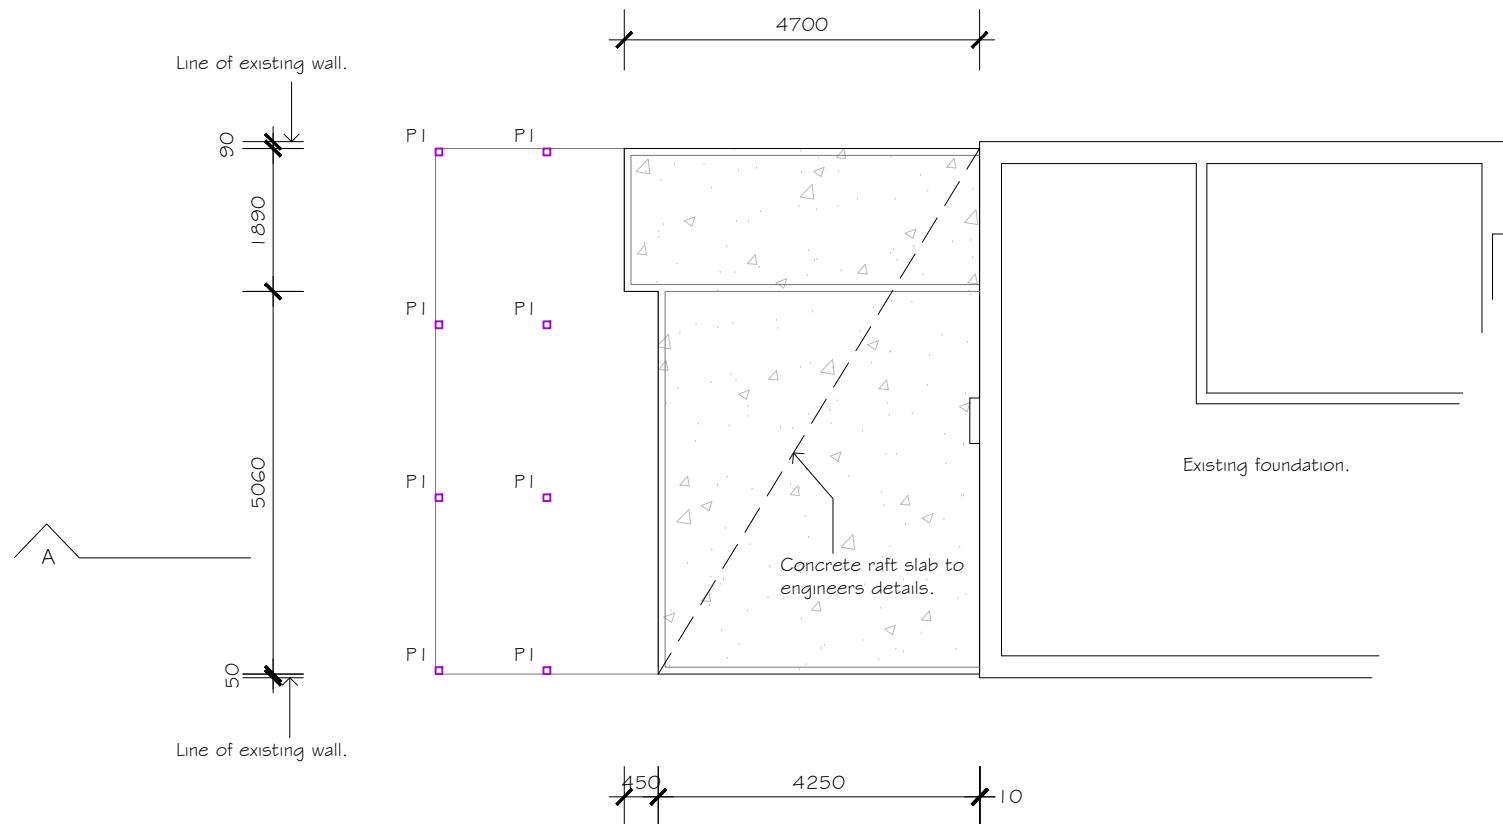 4700
Line of existing wall.
90
P1 P1
1890
P1 P1
Existing foundation.
5060
P1 P1
A
Concrete raft slab to
engineers details.
P1 P1
50
Line of existing wall.
450 4250 10